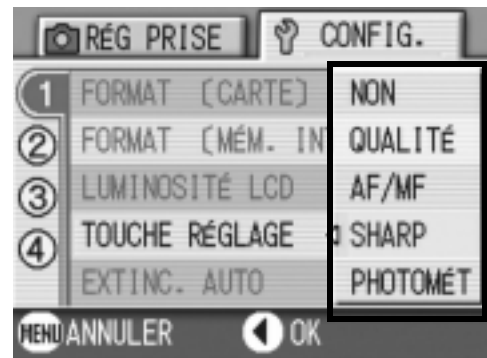 RÉG PRISE CONFIG.
1 FORMAT (CARTE) NON
2 FORMAT (MÉM. IN QUALITÉ
3 LUMINOSITÉ LCD AF/MF
4 TOUCHE RÉGLAGE SHARP
EXTINC. AUTO PHOTOMÉT
MENU ANNULER OK